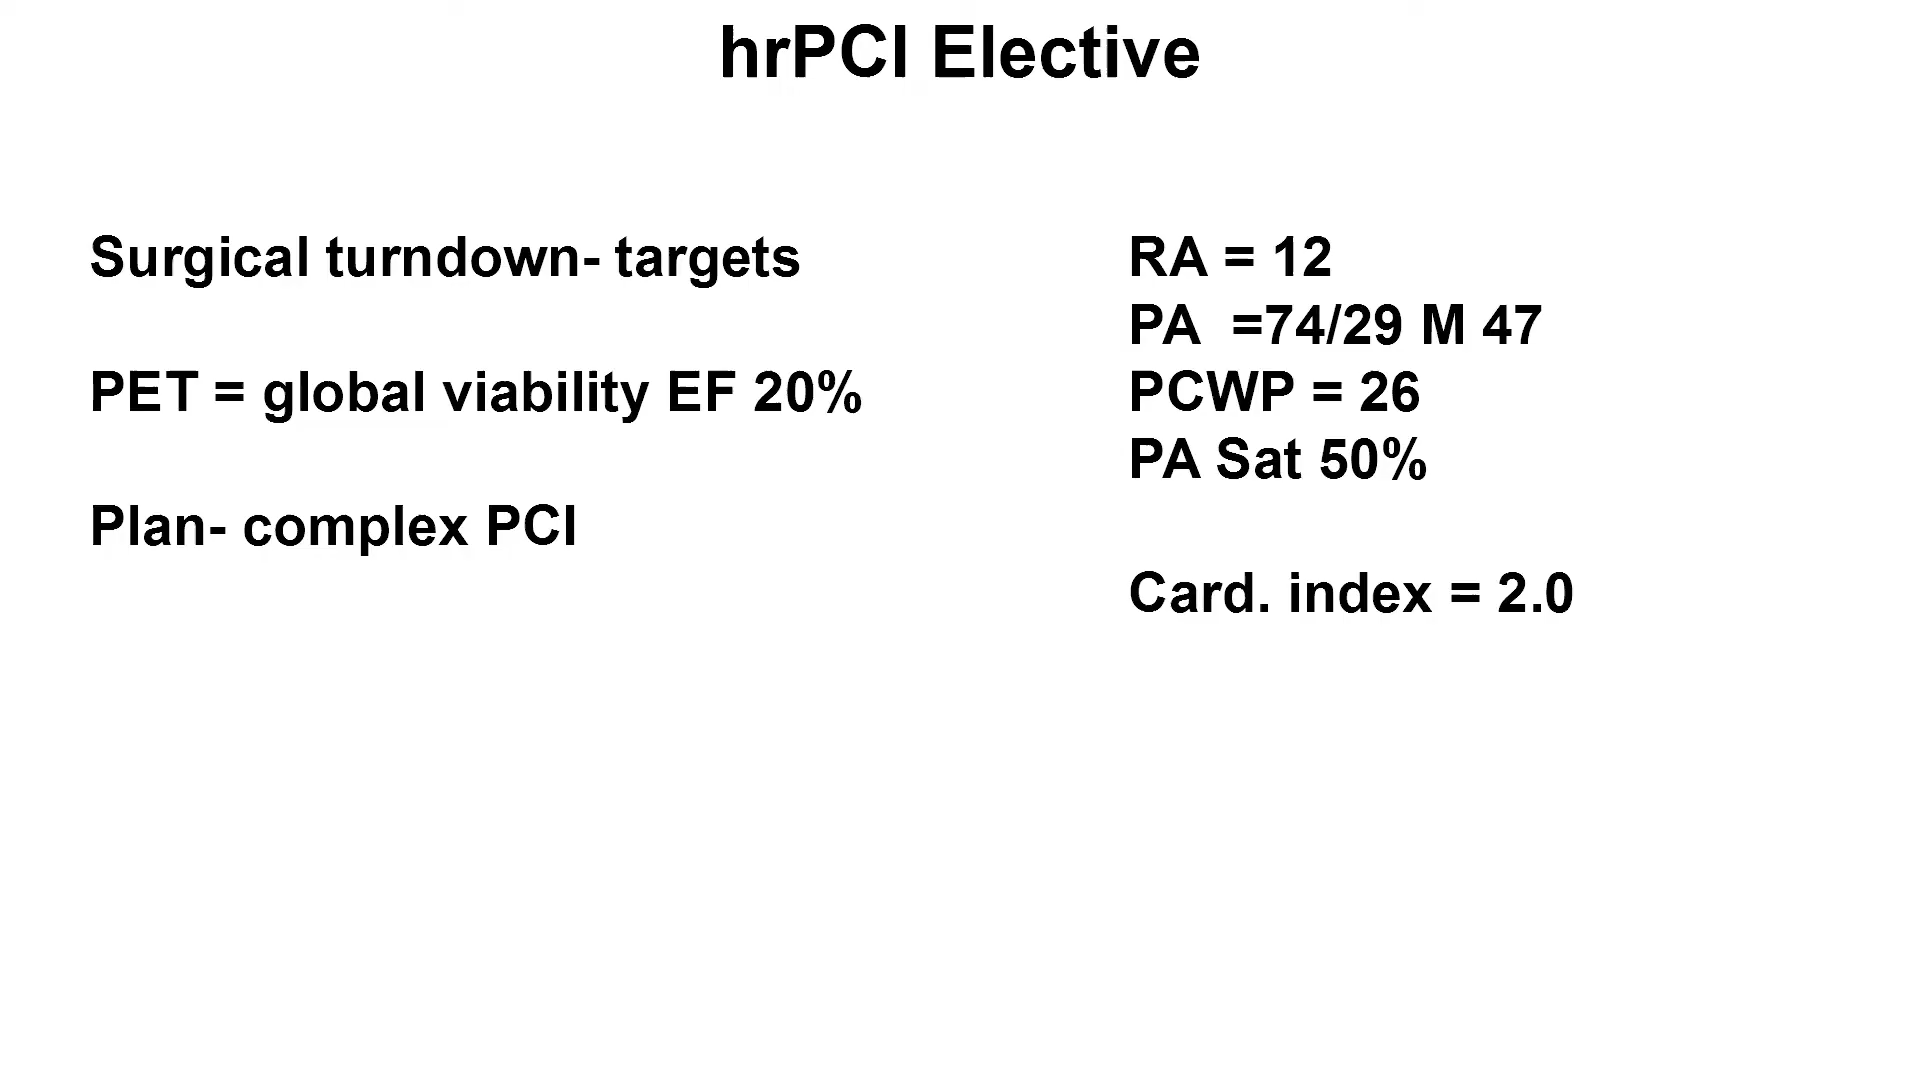 hrPCI Elective
Surgical turndown- targets
PET = global viability EF 20%
Plan- complex PCI
RA = 12
PA  =74/29 M 47
PCWP = 26
PA Sat 50%
Card. index = 2.0